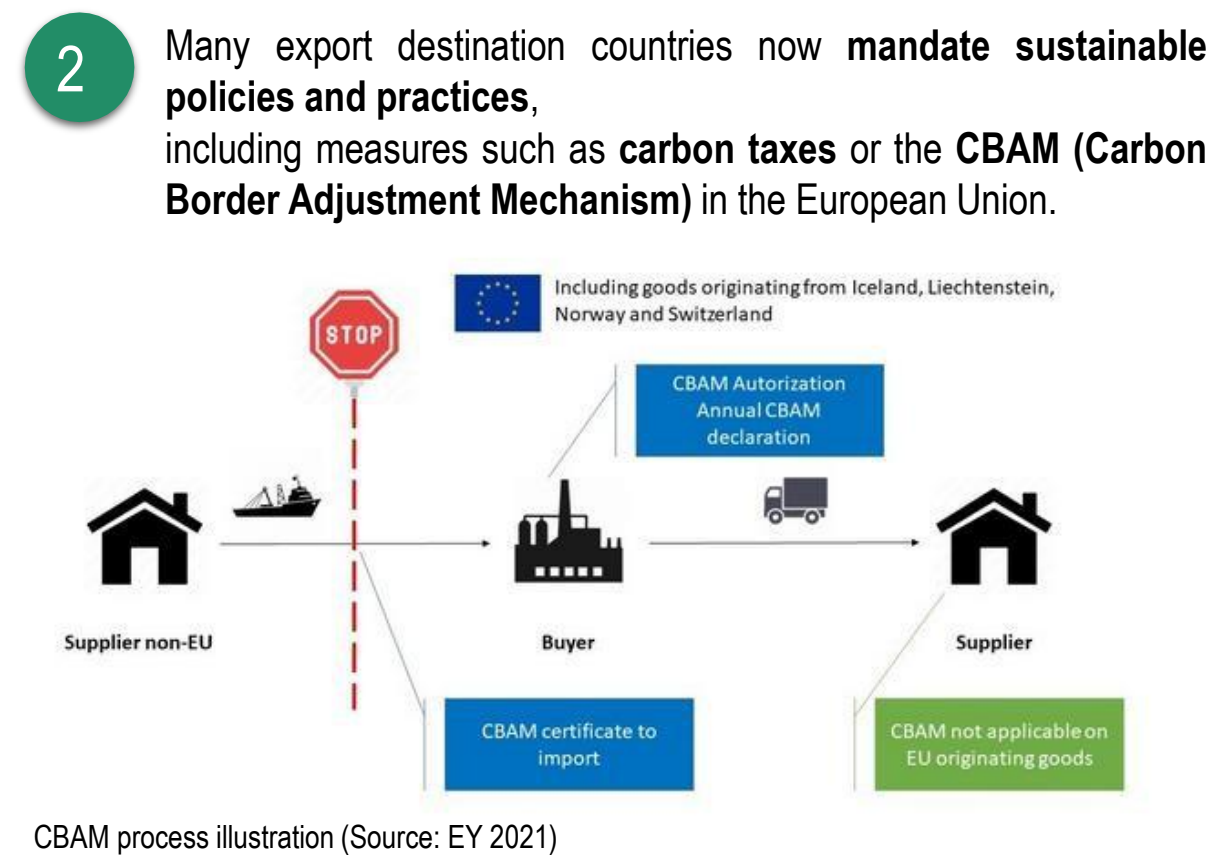 2
Many export destination countries now mandate sustainable
policies and practices,
including measures such as carbon taxes or the CBAM (Carbon
Border Adjustment Mechanism) in the European Union.
STOP
Including goods originating from Iceland, Liechtenstein,
Norway and Switzerland
CBAM Autorization
Annual CBAM
declaration
Supplier non-EU
Buyer
Supplier
CBAM certificate to
import
CBAM not applicable on
EU originating goods
CBAM process illustration (Source: EY 2021)